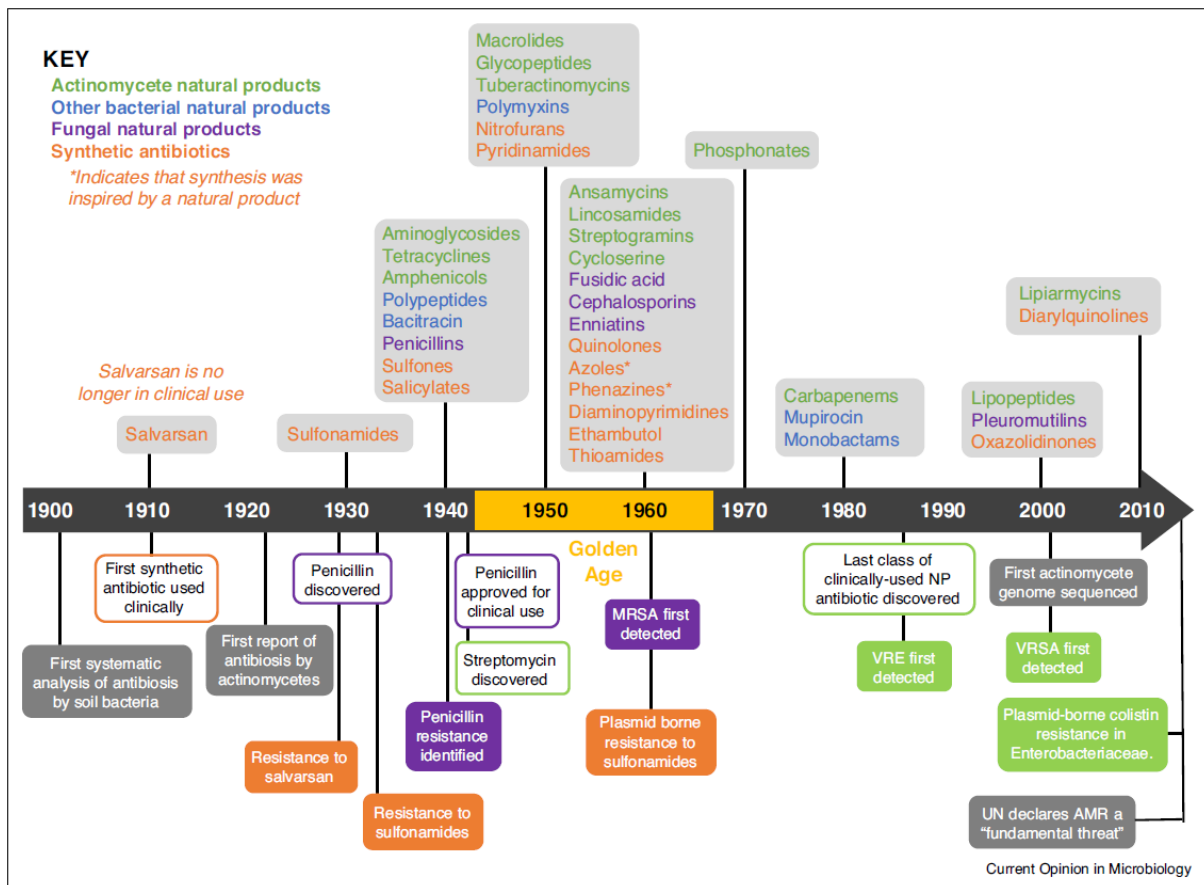 KEY
Actinomycete natural products
Other bacterial natural products
Fungal natural products
Synthetic antibiotics
*Indicates that synthesis was
inspired by a natural product
Salvarsan is no
longer in clinical use
Salvarsan
Sulfonamides
Aminoglycosides
Tetracyclines
Amphenicols
Polypeptides
Bacitracin
Penicillins
Sulfones
Salicylates
Macrolides
Glycopeptides
Tuberactinomycins
Polymyxins
Nitrofurans
Pyridinamides
Ansamycins
Lincosamides
Streptogramins
Cycloserine
Fusidic acid
Cephalosporins
Enniatins
Quinolones
Azoles*
Phenazines*
Diaminopyrimidines
Ethambutol
Thioamides
Phosphonates
Carbapenems
Mupirocin
Monobactams
Lipopeptides
Pleuromutilins
Oxazolidinones
Lipiarmycins
Diarylquinolines
1900 1910 1920 1930 1940 1950 1960 1970 1980 1990 2000 2010
Golden
Age
First systematic
analysis of antibiosis
by soil bacteria
First synthetic
antibiotic used
clinically
First report of
antibiosis by
actinomycetes
Penicillin
discovered
Resistance to
salvarsan
Resistance to
sulfonamides
Penicillin
resistance
identified
Penicillin
approved for
clinical use
Streptomycin
discovered
MRSA first
detected
Plasmid borne
resistance to
sulfonamides
Last class of
clinically-used NP
antibiotic discovered
VRE first
detected
First actinomycete
genome sequenced
VRSA first
detected
Plasmid-borne colistin
resistance in
Enterobacteriaceae.
UN declares AMR a
“fundamental threat”
Current Opinion in Microbiology